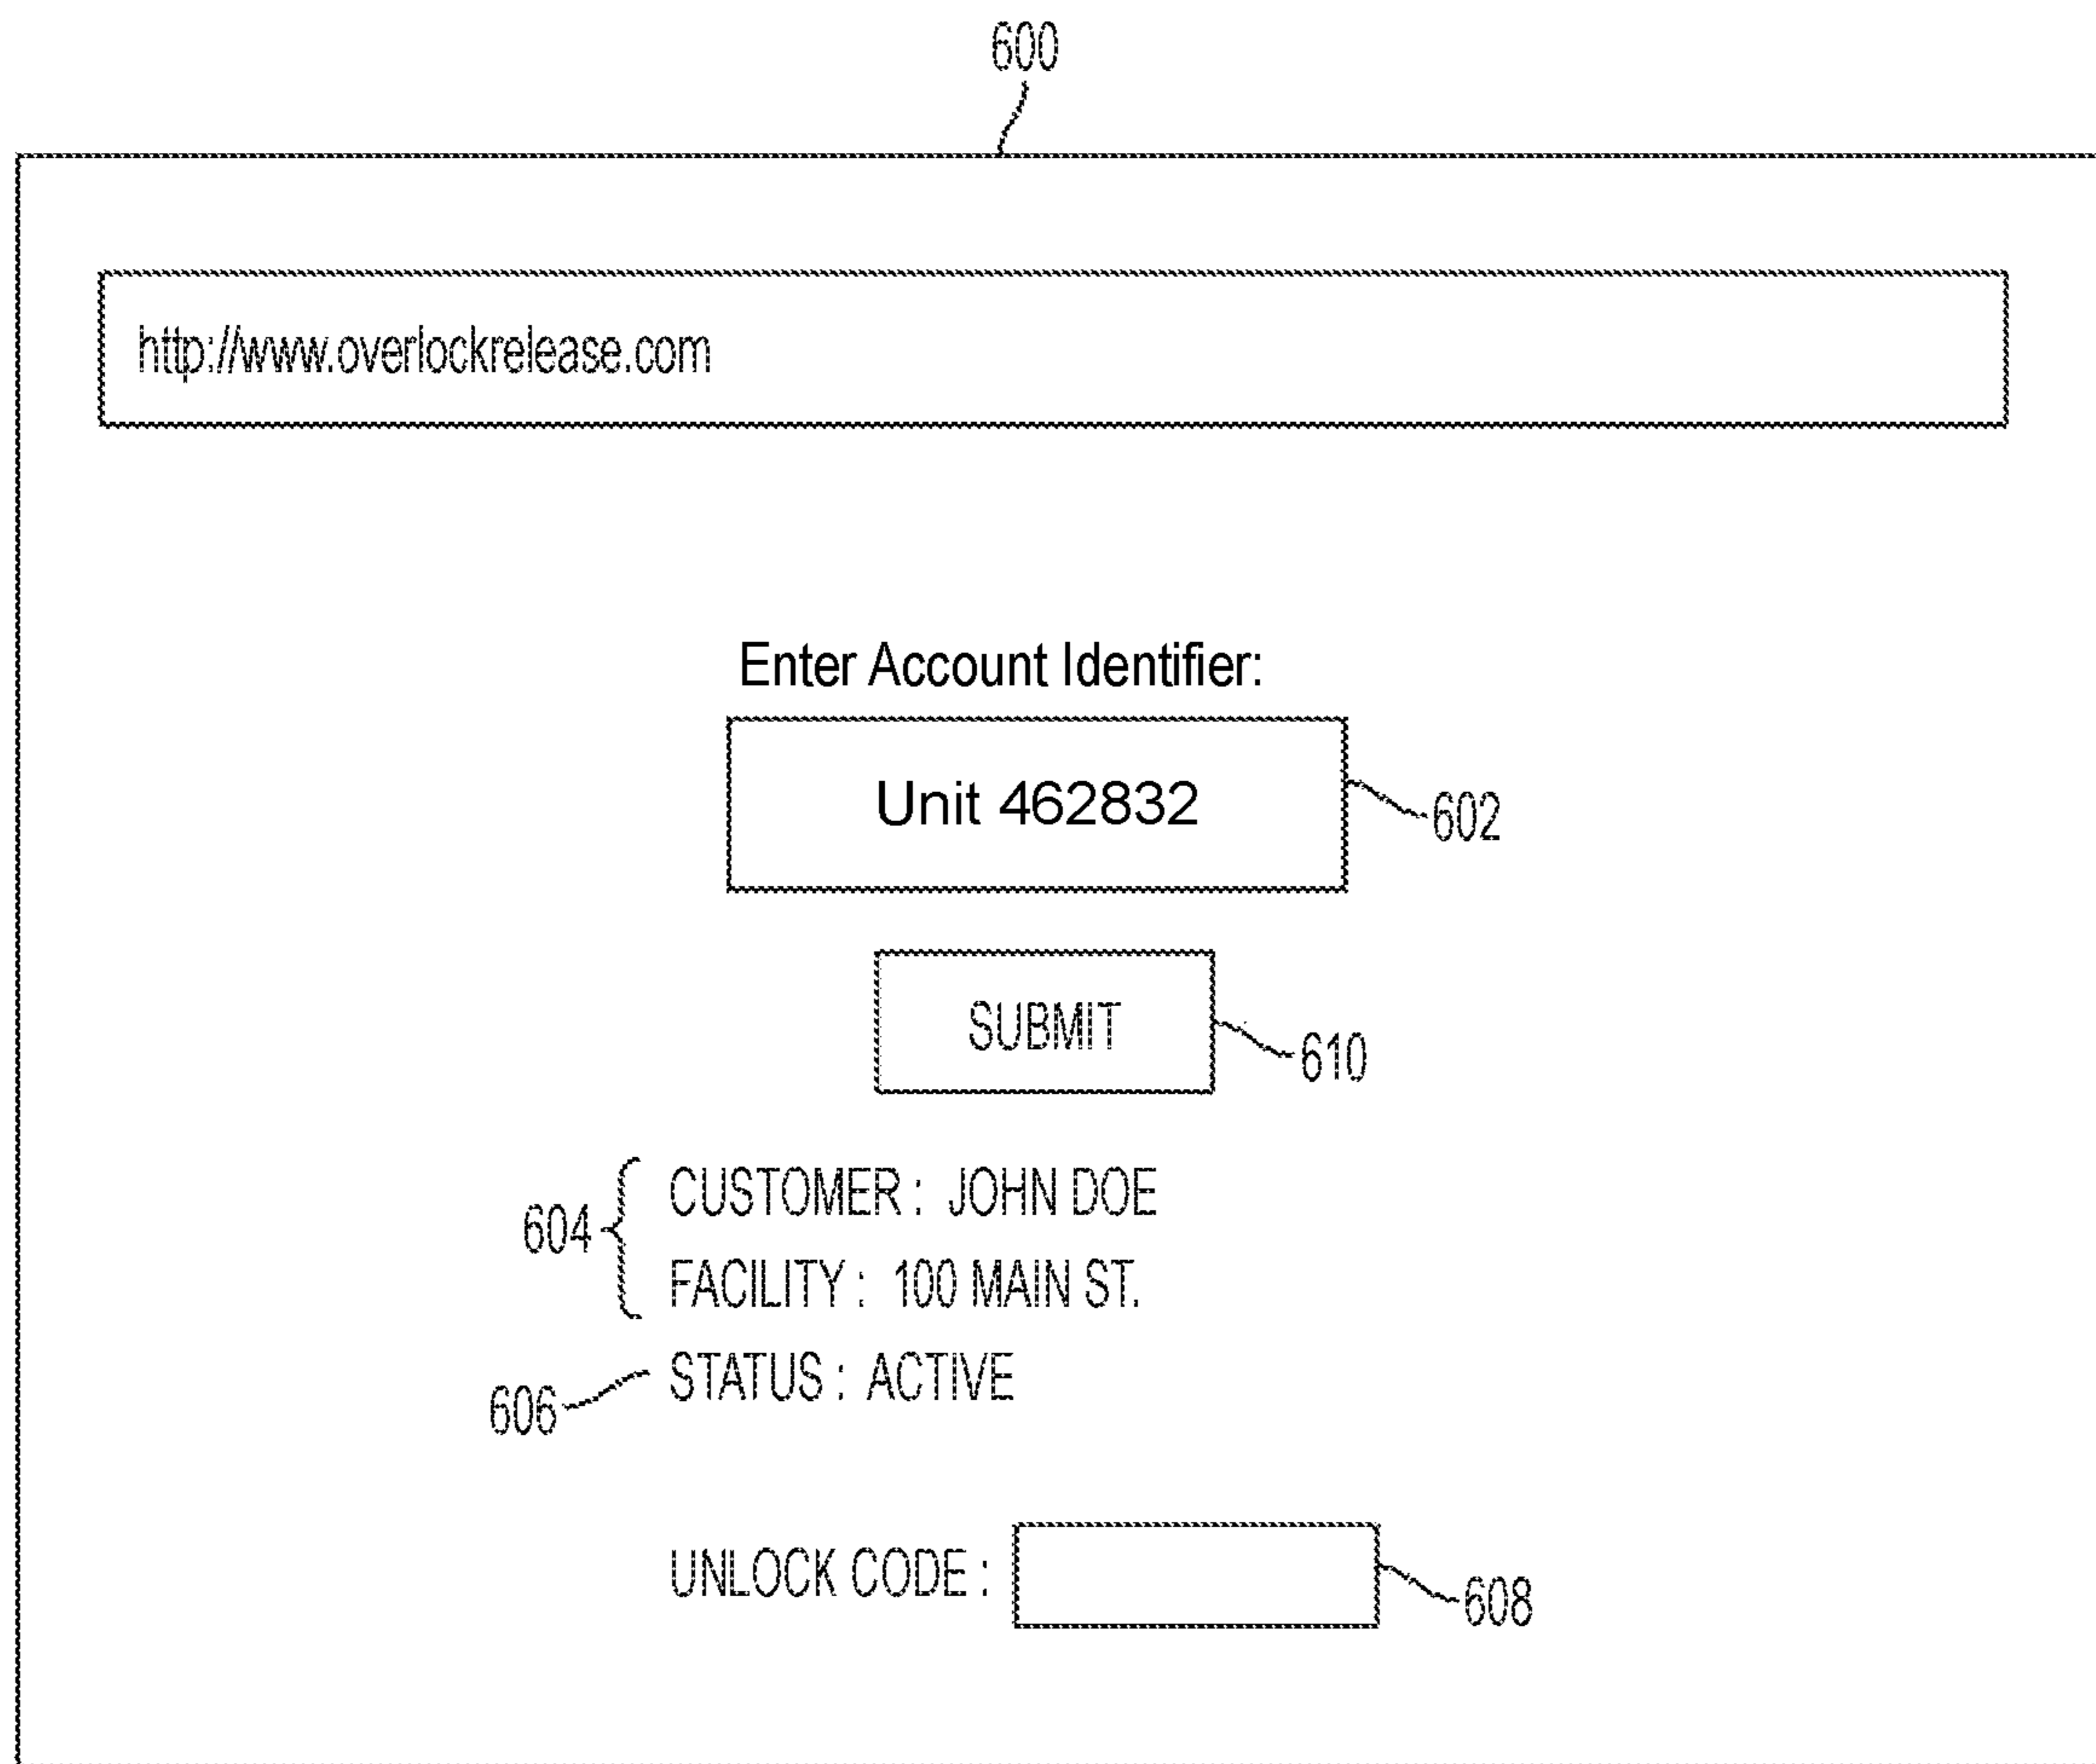 600
http://www.overlockrelease.com
Enter Account Identifier:
Unit 462832
602
SUBMIT
610
604
CUSTOMER : JOHN DOE
FACILITY : 100 MAIN ST.
606
STATUS : ACTIVE
UNLOCK CODE :
608